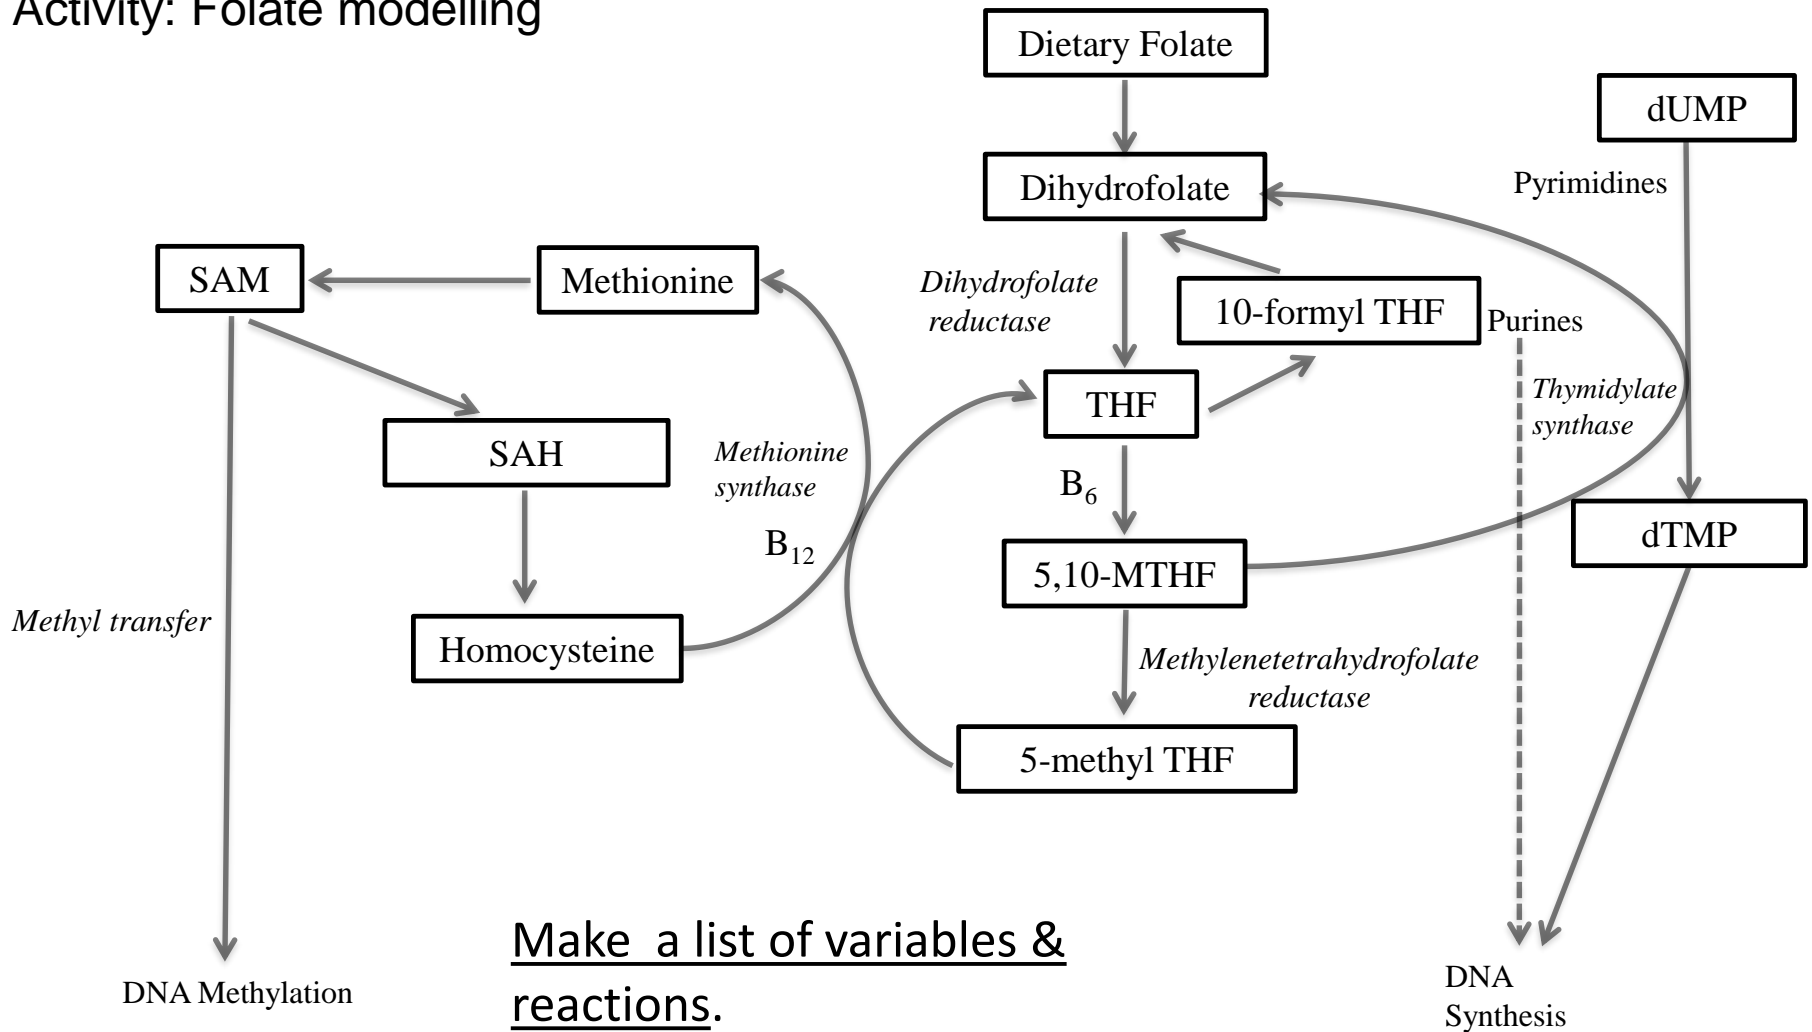 Activity: Folate modelling
Dietary Folate
dUMP
Dihydrofolate
Pyrimidines
SAM
Methionine
Dihydrofolate
reductase
10-formyl THF
Purines
THF
Thymidylate
synthase
SAH
Methionine
synthase
B6
B12
5,10-MTHF
dTMP
Methyl transfer
Homocysteine
Methylenetetrahydrofolate
reductase
5-methyl THF
Make a list of variables &
reactions.
DNA Methylation
DNA
Synthesis